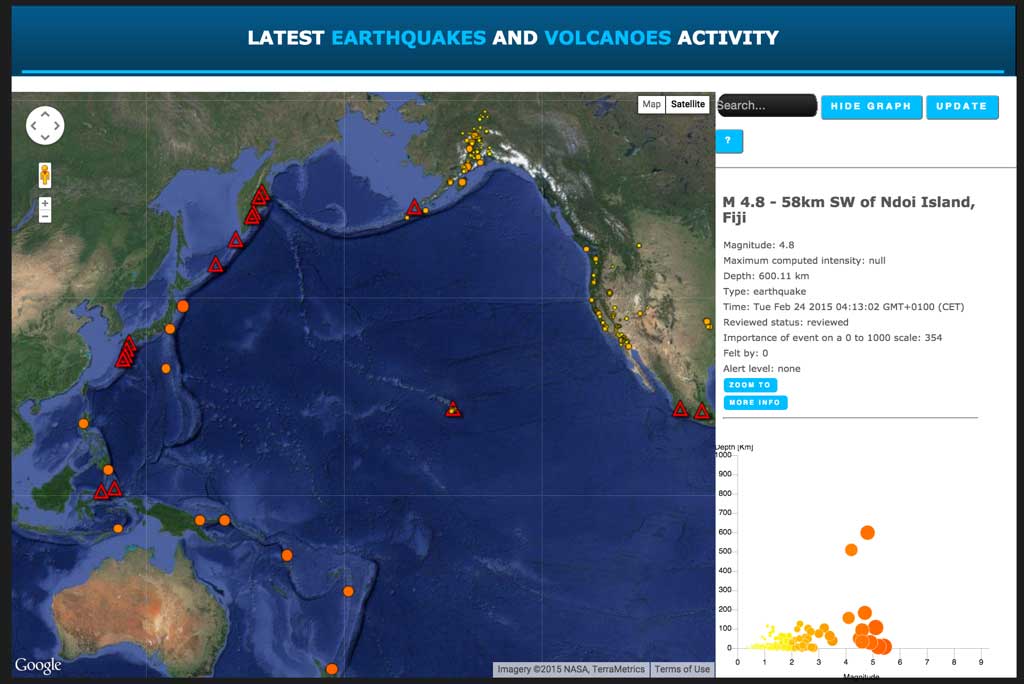 LATEST EARTHQUAKES AND VOLCANOES ACTIVITY
Map Satellite
Search... HIDE GRAPH UPDATE
?
M 4.8 - 58km SW of Ndoi Island,
Fiji
Magnitude: 4.8
Maximum computed intensity: null
Depth: 600.11 km
Type: earthquake
Time: Tue Feb 24 2015 04:13:02 GMT+0100 (CET)
Reviewed status: reviewed
Importance of event on a 0 to 1000 scale: 354
Felt by: 0
Alert level: none
ZOOM TO
MORE INFO
Depth [Km]
1000
900
800
700
600
500
400
300
200
100
0
0 1 2 3 4 5 6 7 8 9
Magnitude
Google
Imagery ©2015 NASA, TerraMetrics Terms of Use